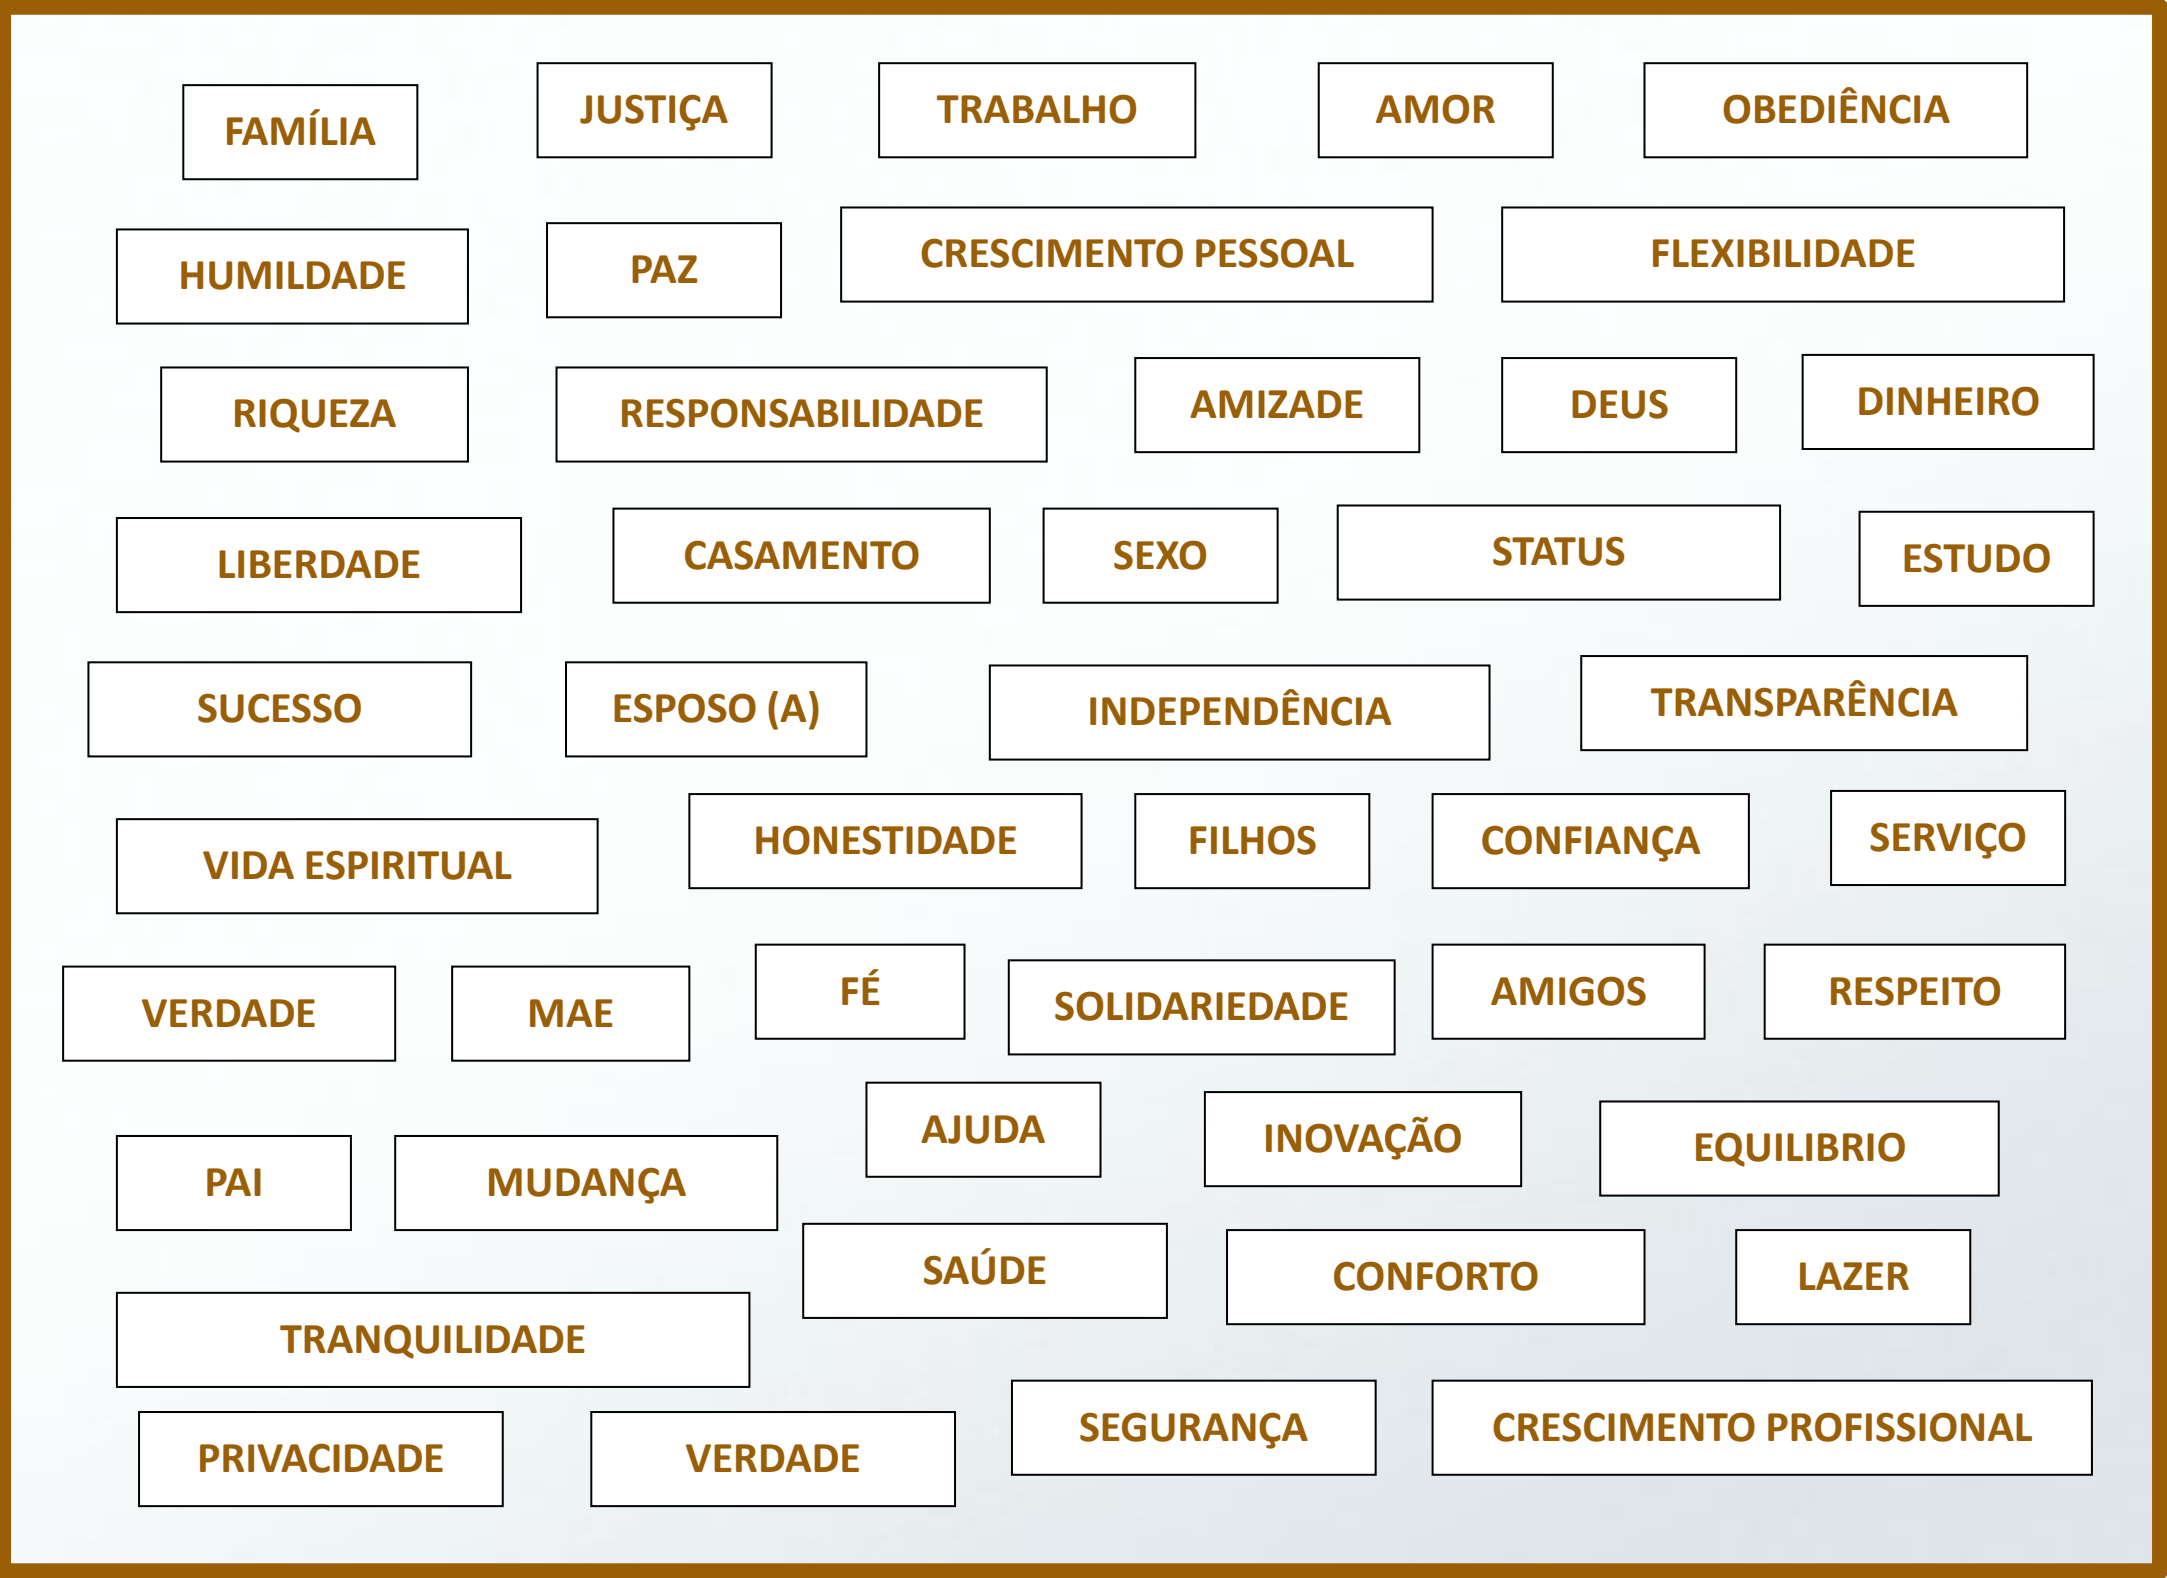 FAMÍLIA
JUSTIÇA
TRABALHO
AMOR
OBEDIÊNCIA
HUMILDADE
PAZ
CRESCIMENTO PESSOAL
FLEXIBILIDADE
RIQUEZA
RESPONSABILIDADE
AMIZADE
DEUS
DINHEIRO
LIBERDADE
CASAMENTO
SEXO
STATUS
ESTUDO
SUCESSO
ESPOSO (A)
INDEPENDÊNCIA
TRANSPARÊNCIA
VIDA ESPIRITUAL
HONESTIDADE
FILHOS
CONFIANÇA
SERVIÇO
VERDADE
MAE
FÉ
SOLIDARIEDADE
AMIGOS
RESPEITO
PAI
MUDANÇA
AJUDA
INOVAÇÃO
EQUILIBRIO
TRANQUILIDADE
SAÚDE
CONFORTO
LAZER
PRIVACIDADE
VERDADE
SEGURANÇA
CRESCIMENTO PROFISSIONAL